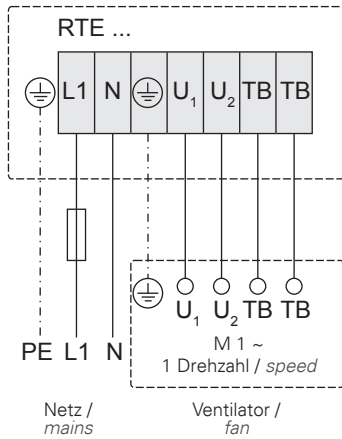 RTE ...
L1 N U₁ U₂ TB TB
U₁ U₂ TB TB
M 1 ~
1 Drehzahl / speed
PE L1 N
Netz /
mains
Ventilator /
fan